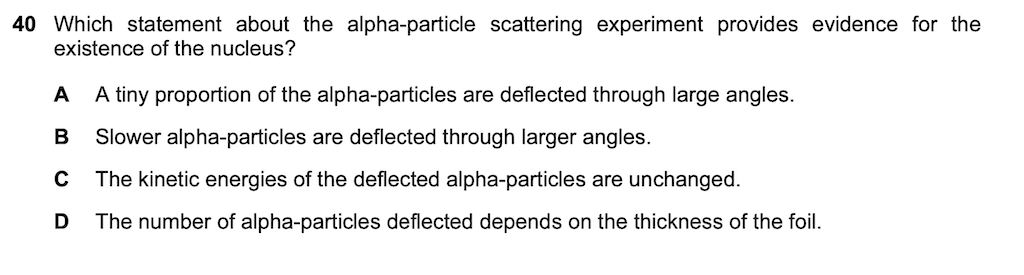 40 Which statement about the alpha-particle scattering experiment provides evidence for the
existence of the nucleus?
A A tiny proportion of the alpha-particles are deflected through large angles.
B Slower alpha-particles are deflected through larger angles.
C The kinetic energies of the deflected alpha-particles are unchanged.
D The number of alpha-particles deflected depends on the thickness of the foil.